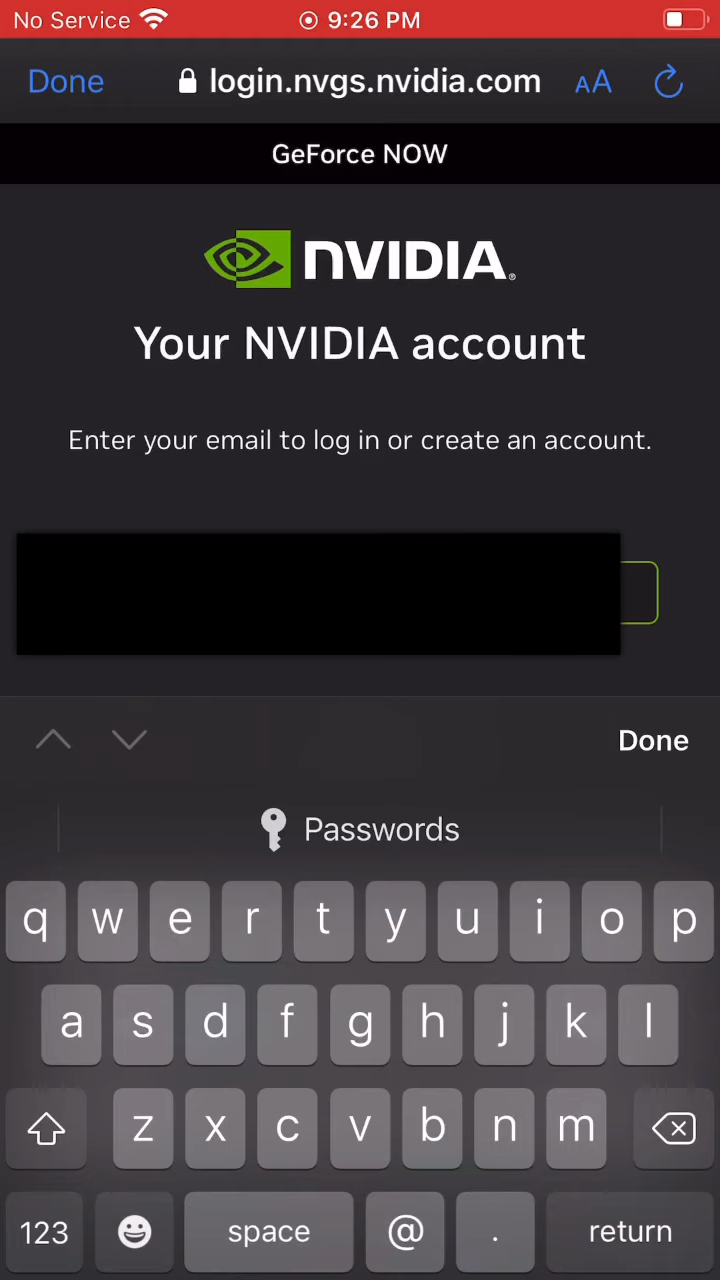 No Service 9:26 PM
Done login.nvgs.nvidia.com AA
GeForce NOW
NVIDIA®
Your NVIDIA account
Enter your email to log in or create an account.
Done
Passwords
q w e r t y u i o p
a s d f g h j k l
z x c v b n m
123 space @ . return